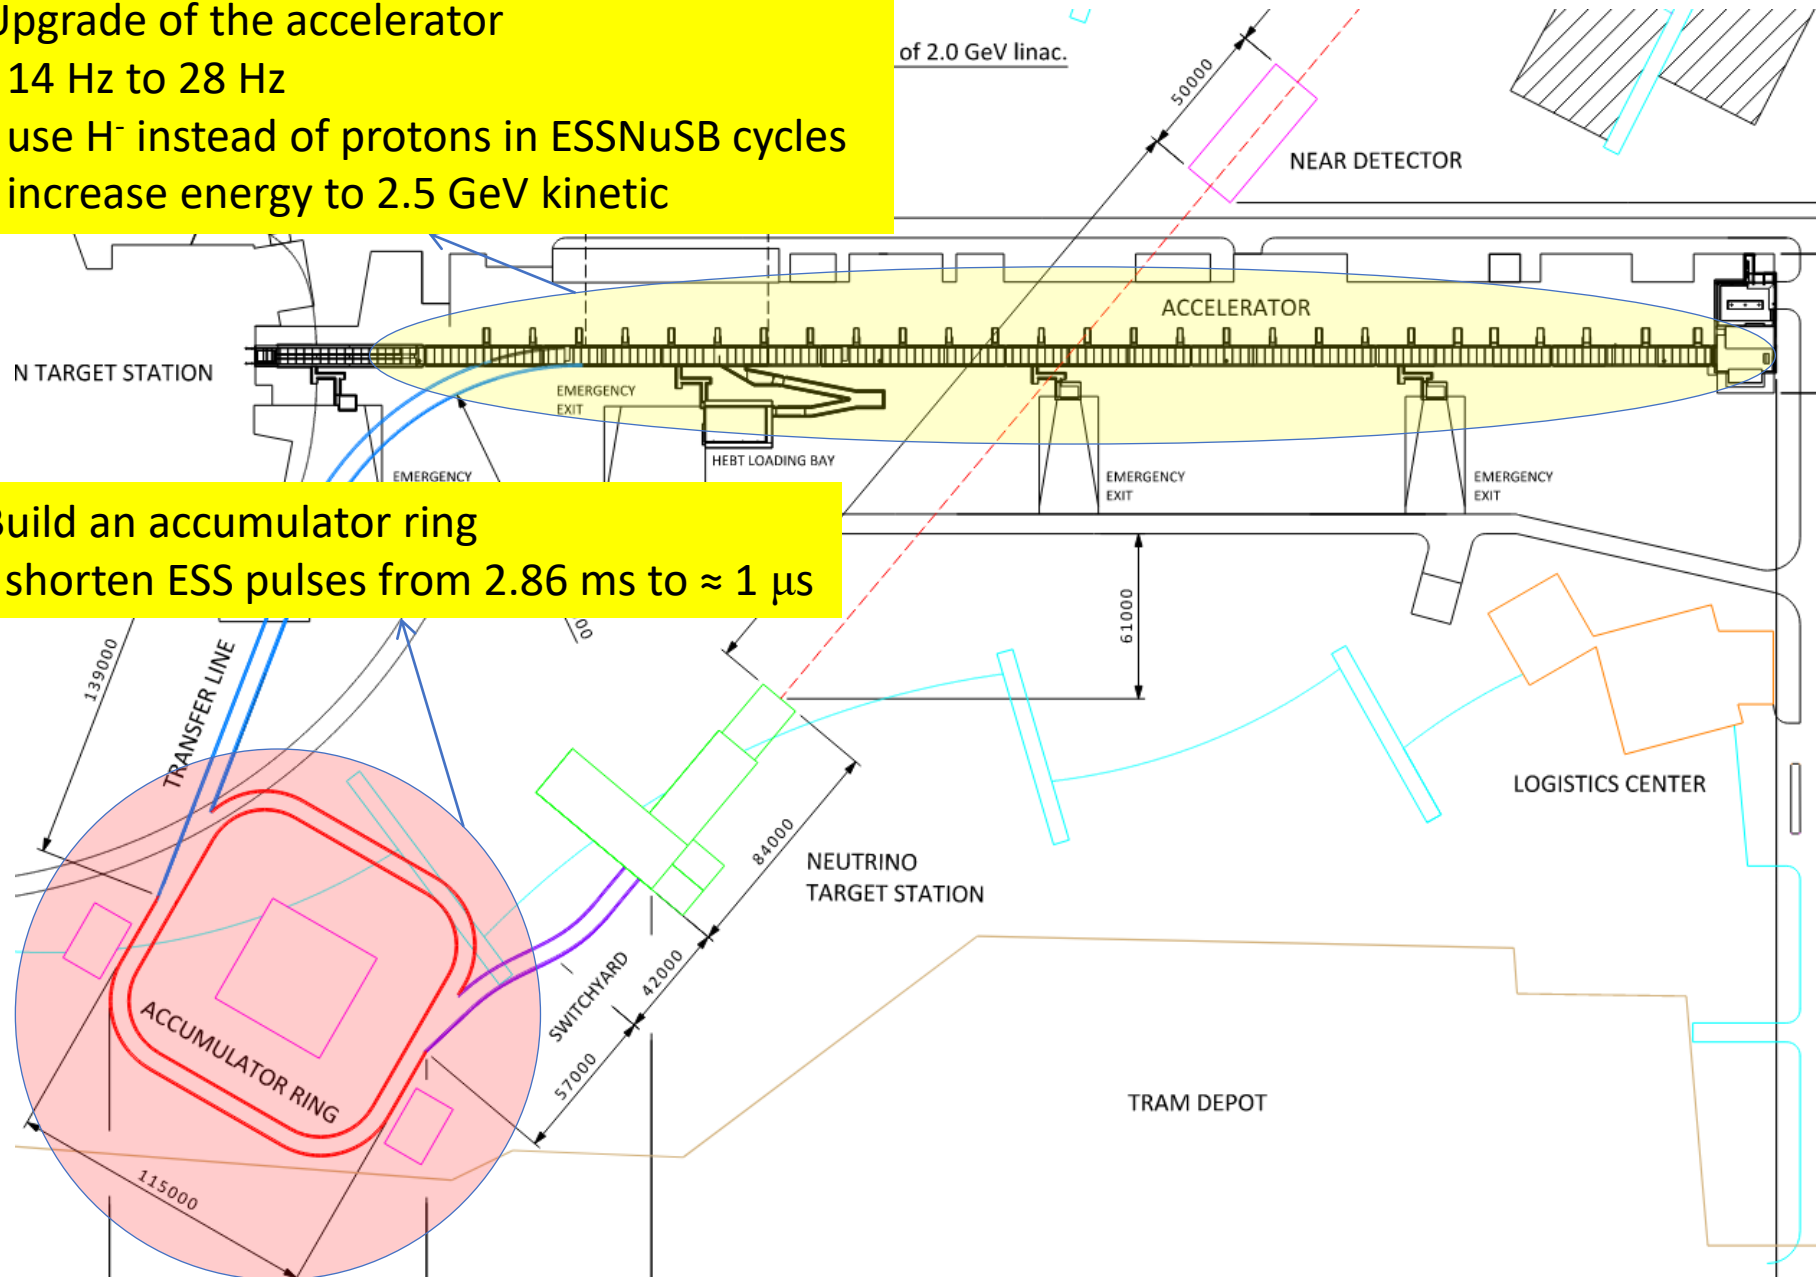 Upgrade of the accelerator
14 Hz to 28 Hz
use H⁻ instead of protons in ESSNuSB cycles
increase energy to 2.5 GeV kinetic
of 2.0 GeV linac.
50000
NEAR DETECTOR
ACCELERATOR
N TARGET STATION
EMERGENCY
EXIT
HEBT LOADING BAY
EMERGENCY
EMERGENCY
EXIT
EMERGENCY
EXIT
Build an accumulator ring
shorten ESS pulses from 2.86 ms to ≈ 1 μs
00
61000
139000
TRANSFER LINE
LOGISTICS CENTER
84000
NEUTRINO
TARGET STATION
SWITCHYARD
42000
57000
ACCUMULATOR RING
TRAM DEPOT
115000